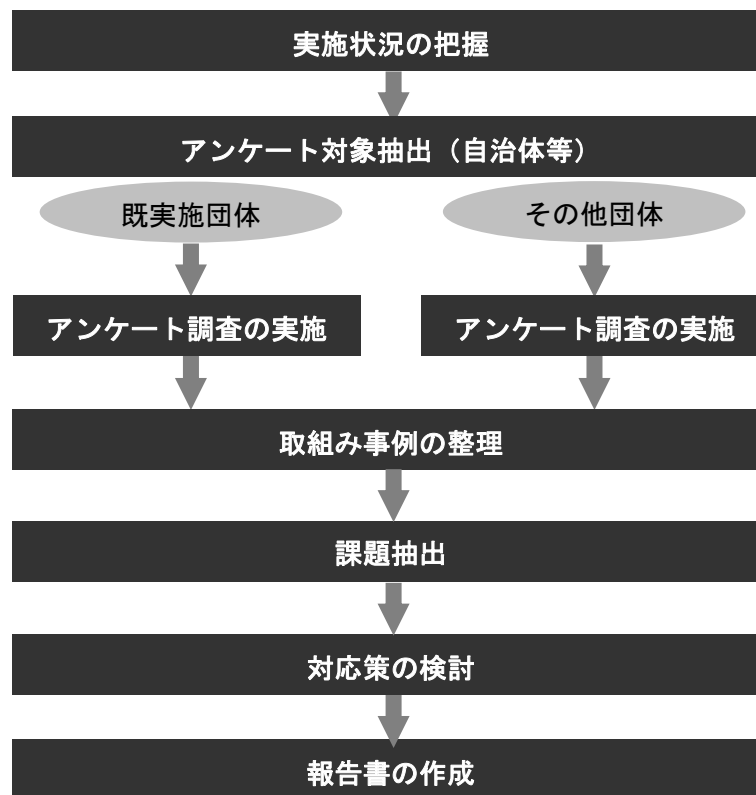 実施状況の把握
アンケート対象抽出（自治体等）
既実施団体
その他団体
アンケート調査の実施
アンケート調査の実施
取組み事例の整理
課題抽出
対応策の検討
報告書の作成